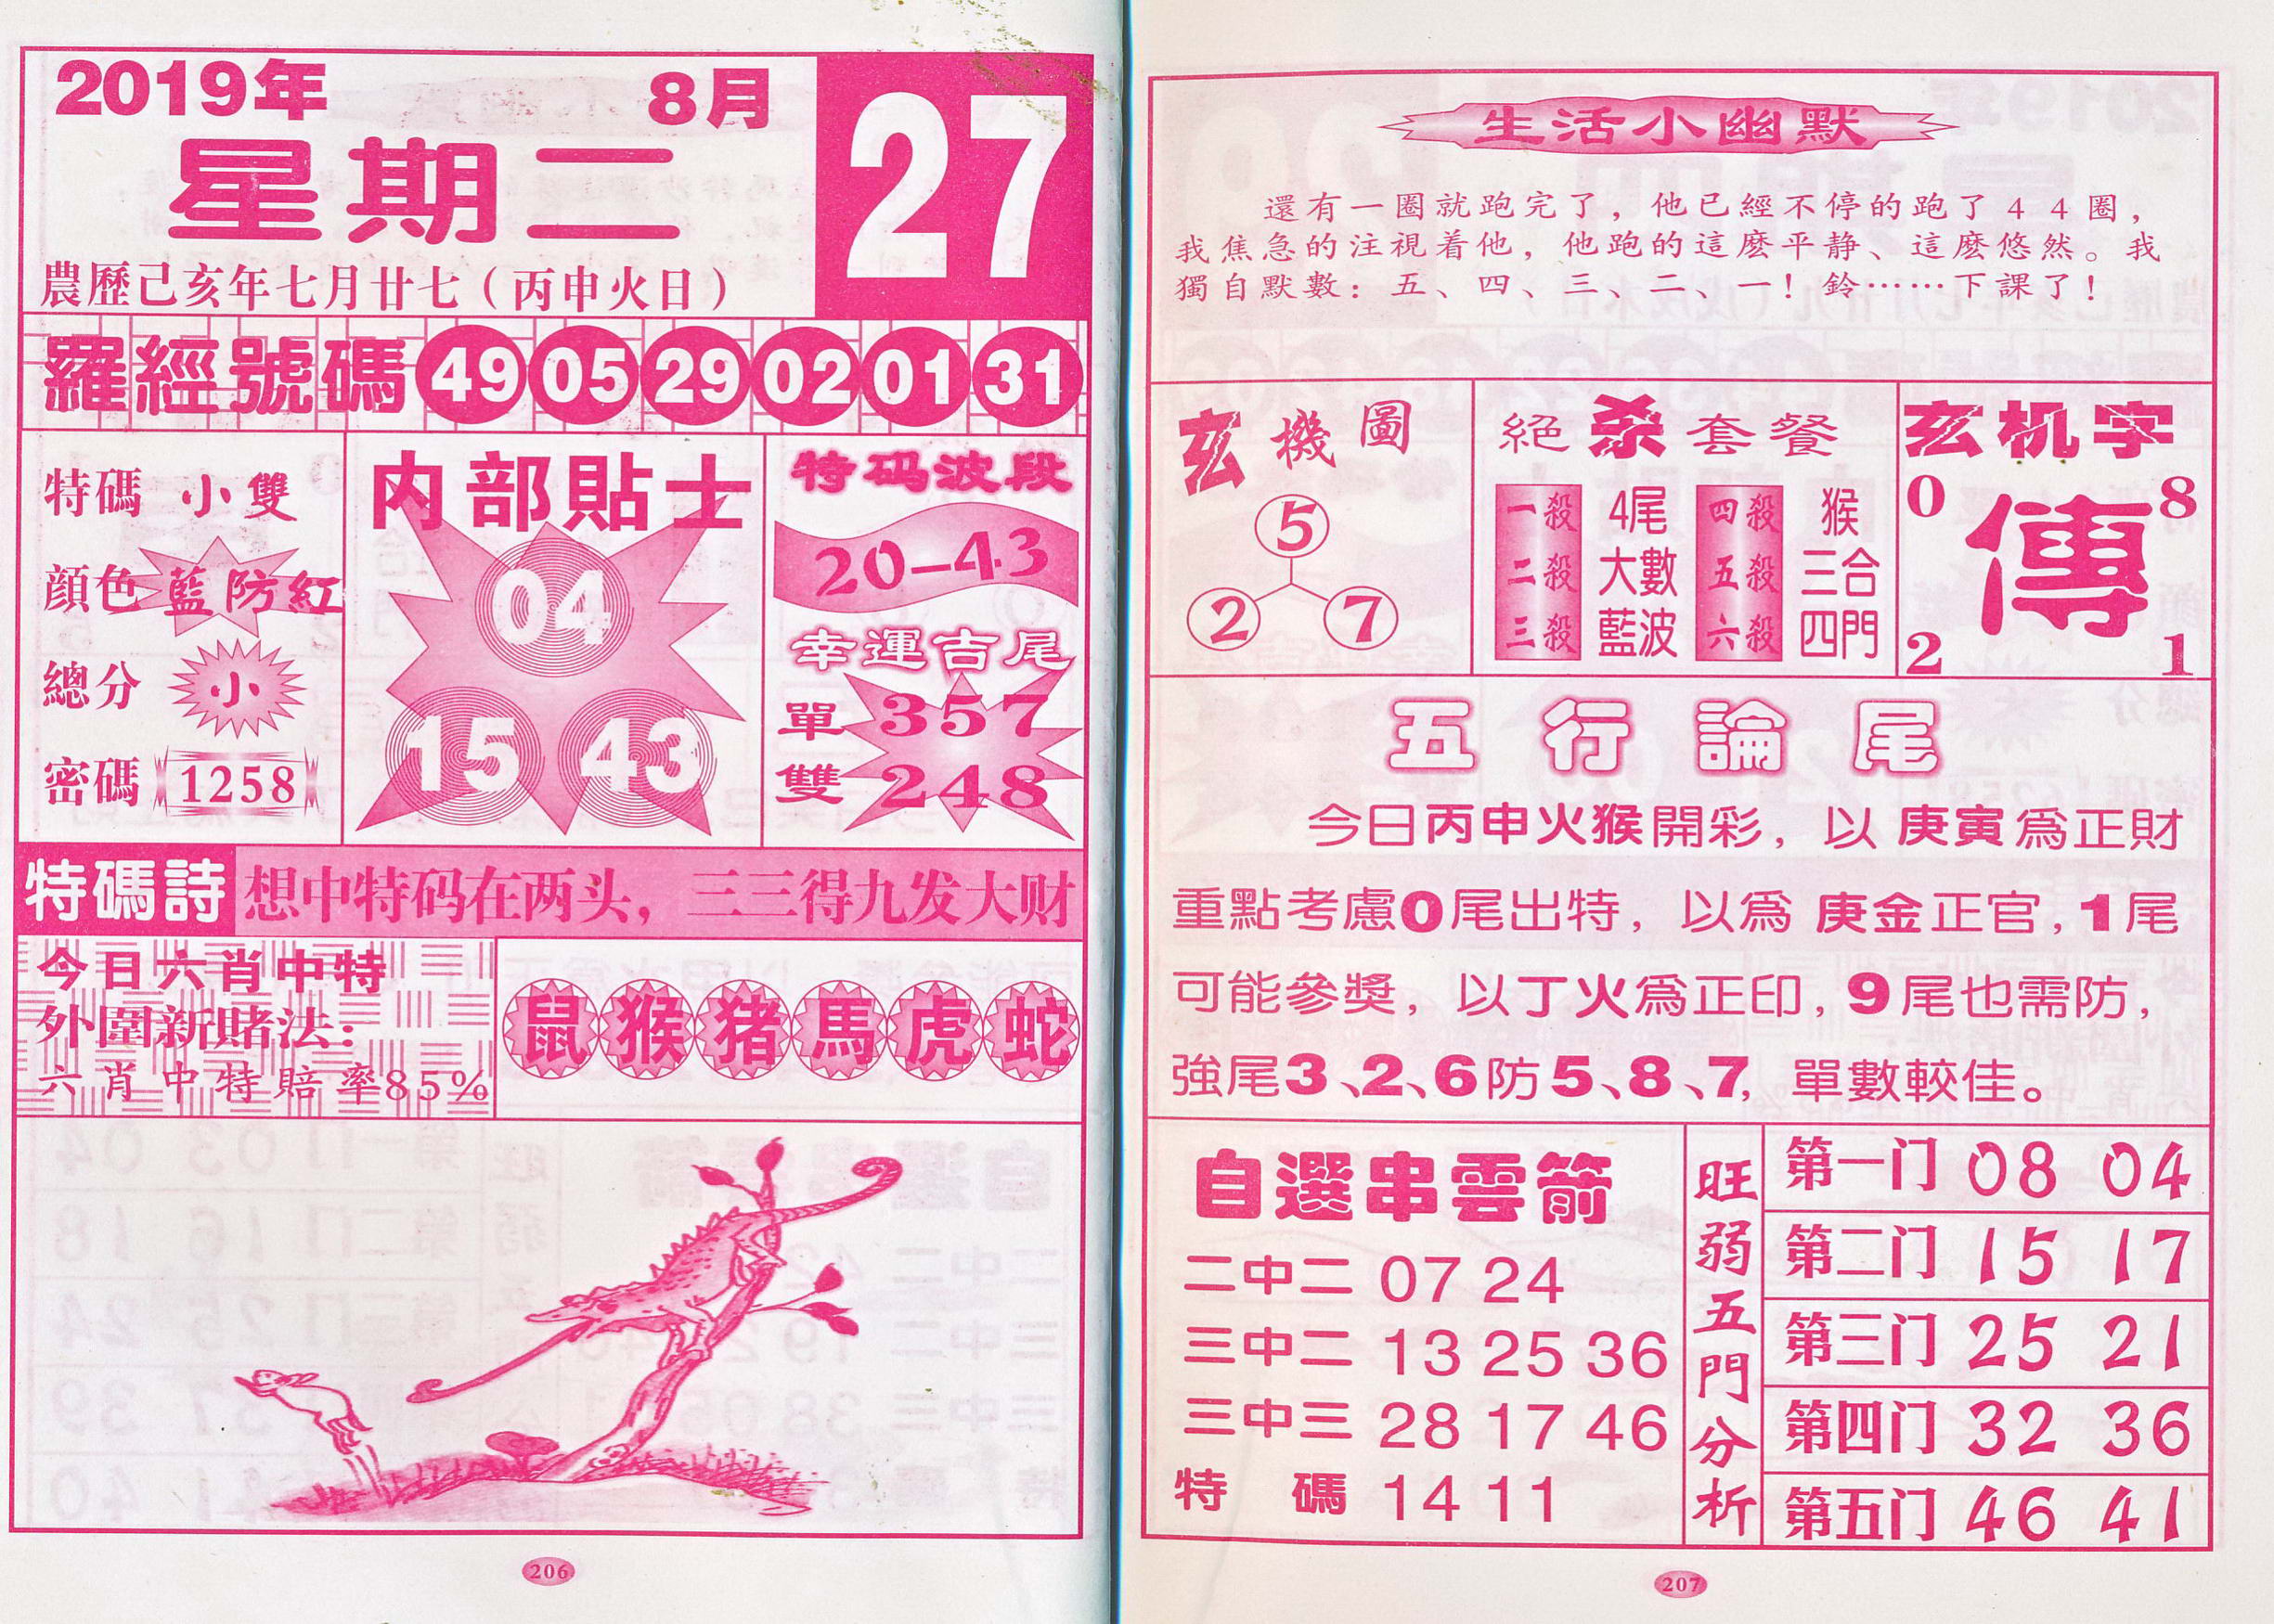 2019年 8月 27
星期二
農歷己亥年七月廿七（丙申火日）
羅經號碼 49 05 29 02 01 31
特碼 小雙
顏色 藍防紅
總分 小
密碼 1258
内部貼士
04
15 43
特码波段
20—43
幸運吉尾
單 357
雙 248
特碼詩 想中特码在两头，三三得九发大财
今日六肖中特
外圍新賭法：
六肖中特賠率85%
鼠 猴 猪 馬 虎 蛇
206
生活小幽默
還有一圈就跑完了，他已經不停的跑了44圈，
我焦急的注視着他，他跑的這麽平静、這麽悠然。我
獨自默數：五、四、三、二、一！鈴……下課了！
玄機圖
5
2 7
絕杀套餐
一殺 4尾 四殺 猴
二殺 大數 五殺 三合
三殺 藍波 六殺 四門
玄机字
0 8
傳
2 1
五行論尾
今日丙申火猴開彩，以庚寅爲正財
重點考慮0尾出特，以爲庚金正官，1尾
可能參獎，以丁火爲正印，9尾也需防，
強尾3、2、6防5、8、7，單數較佳。
自選串雲箭
二中二 07 24
三中二 13 25 36
三中三 28 17 46
特碼 14 11
旺弱五門分析
第一门 08 04
第二门 15 17
第三门 25 21
第四门 32 36
第五门 46 41
207